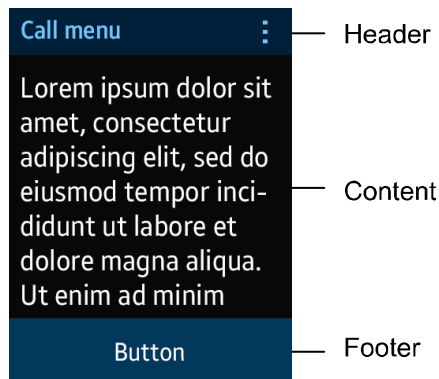 Call menu
Header
Lorem ipsum dolor sit
amet, consectetur
adipiscing elit, sed do
eiusmod tempor inci-
didunt ut labore et
dolore magna aliqua.
Ut enim ad minim
Content
Button
Footer